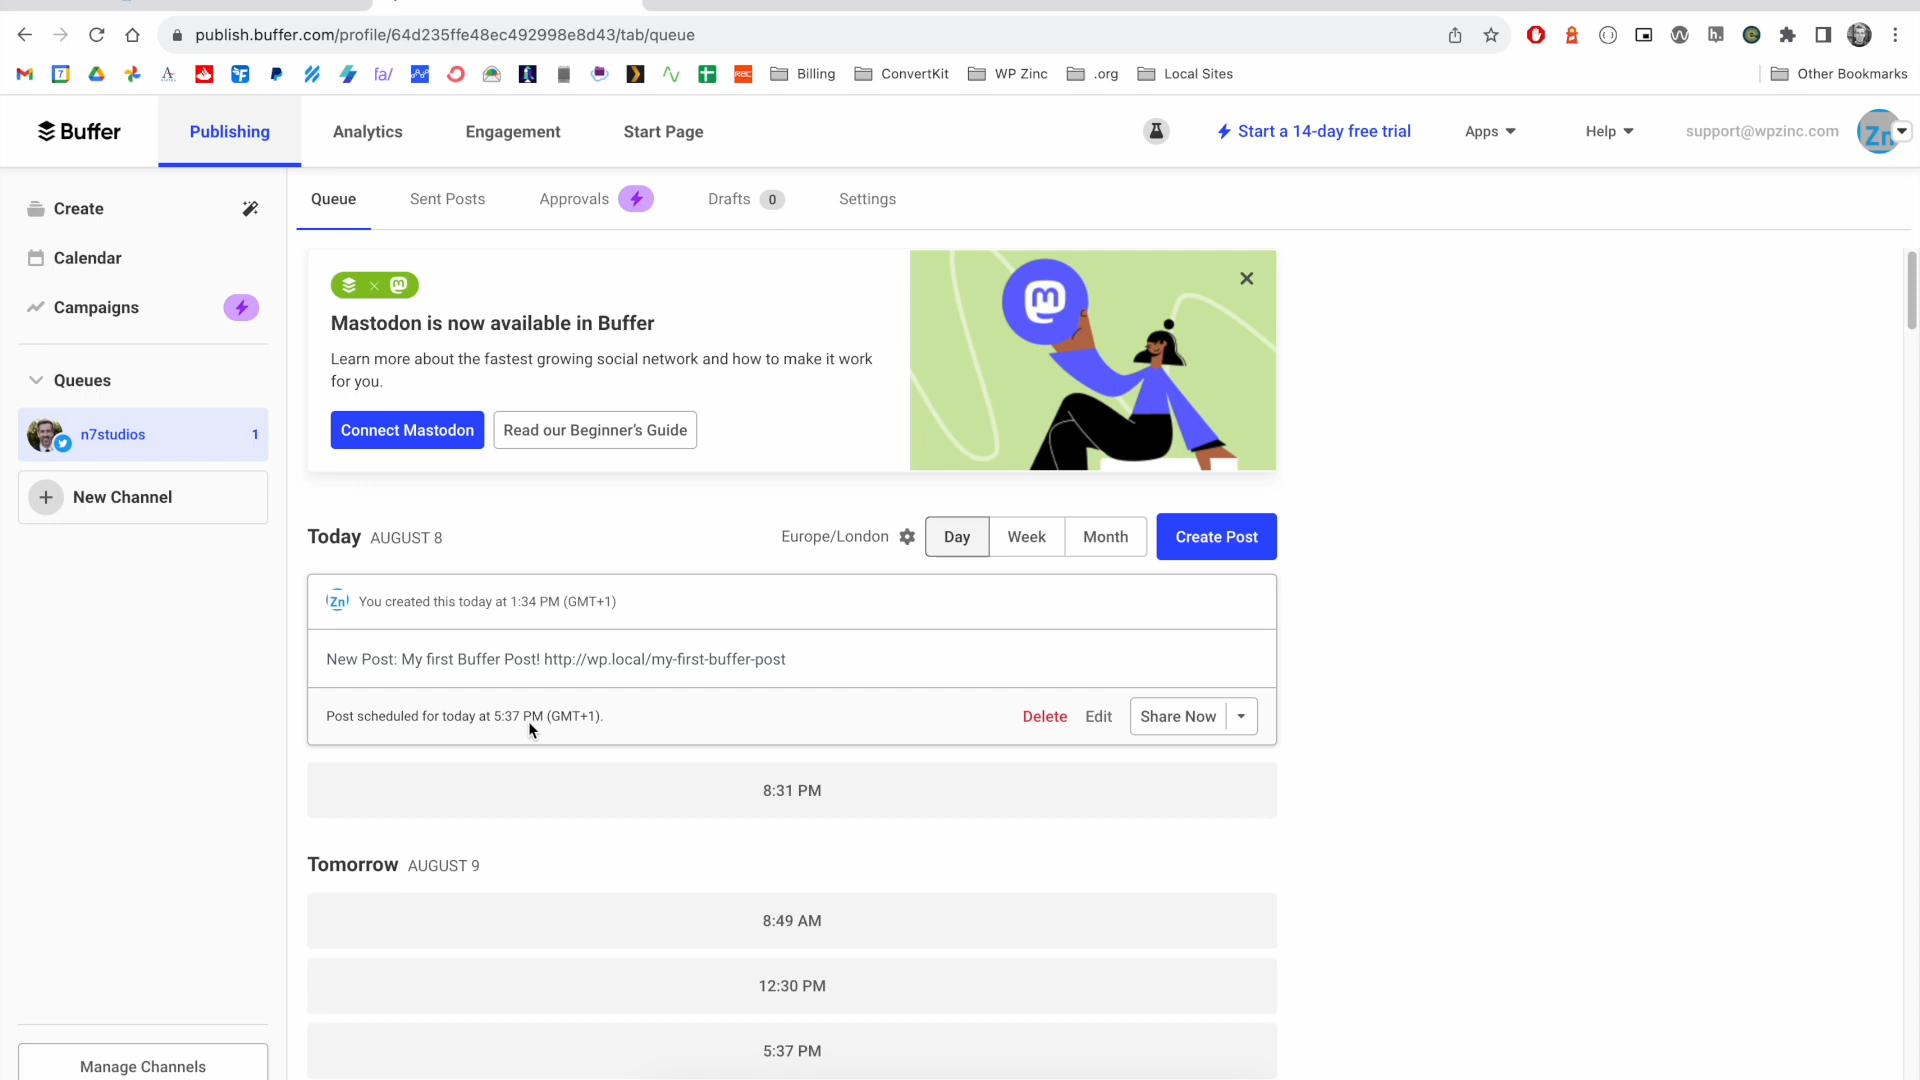 publish.buffer.com/profile/64d235ffe48ec492998e8d43/tab/queue
fa/ Billing ConvertKit WP Zinc .org Local Sites Other Bookmarks
Buffer Publishing Analytics Engagement Start Page Start a 14-day free trial Apps Help support@wpzinc.com Zn
Create
Calendar
Campaigns
Queues
n7studios 1
New Channel
Manage Channels
Queue Sent Posts Approvals Drafts 0 Settings
Mastodon is now available in Buffer
Learn more about the fastest growing social network and how to make it work
for you.
Connect Mastodon Read our Beginner's Guide
Today AUGUST 8 Europe/London Day Week Month Create Post
Zn You created this today at 1:34 PM (GMT+1)
New Post: My first Buffer Post! http://wp.local/my-first-buffer-post
Post scheduled for today at 5:37 PM (GMT+1). Delete Edit Share Now
8:31 PM
Tomorrow AUGUST 9
8:49 AM
12:30 PM
5:37 PM